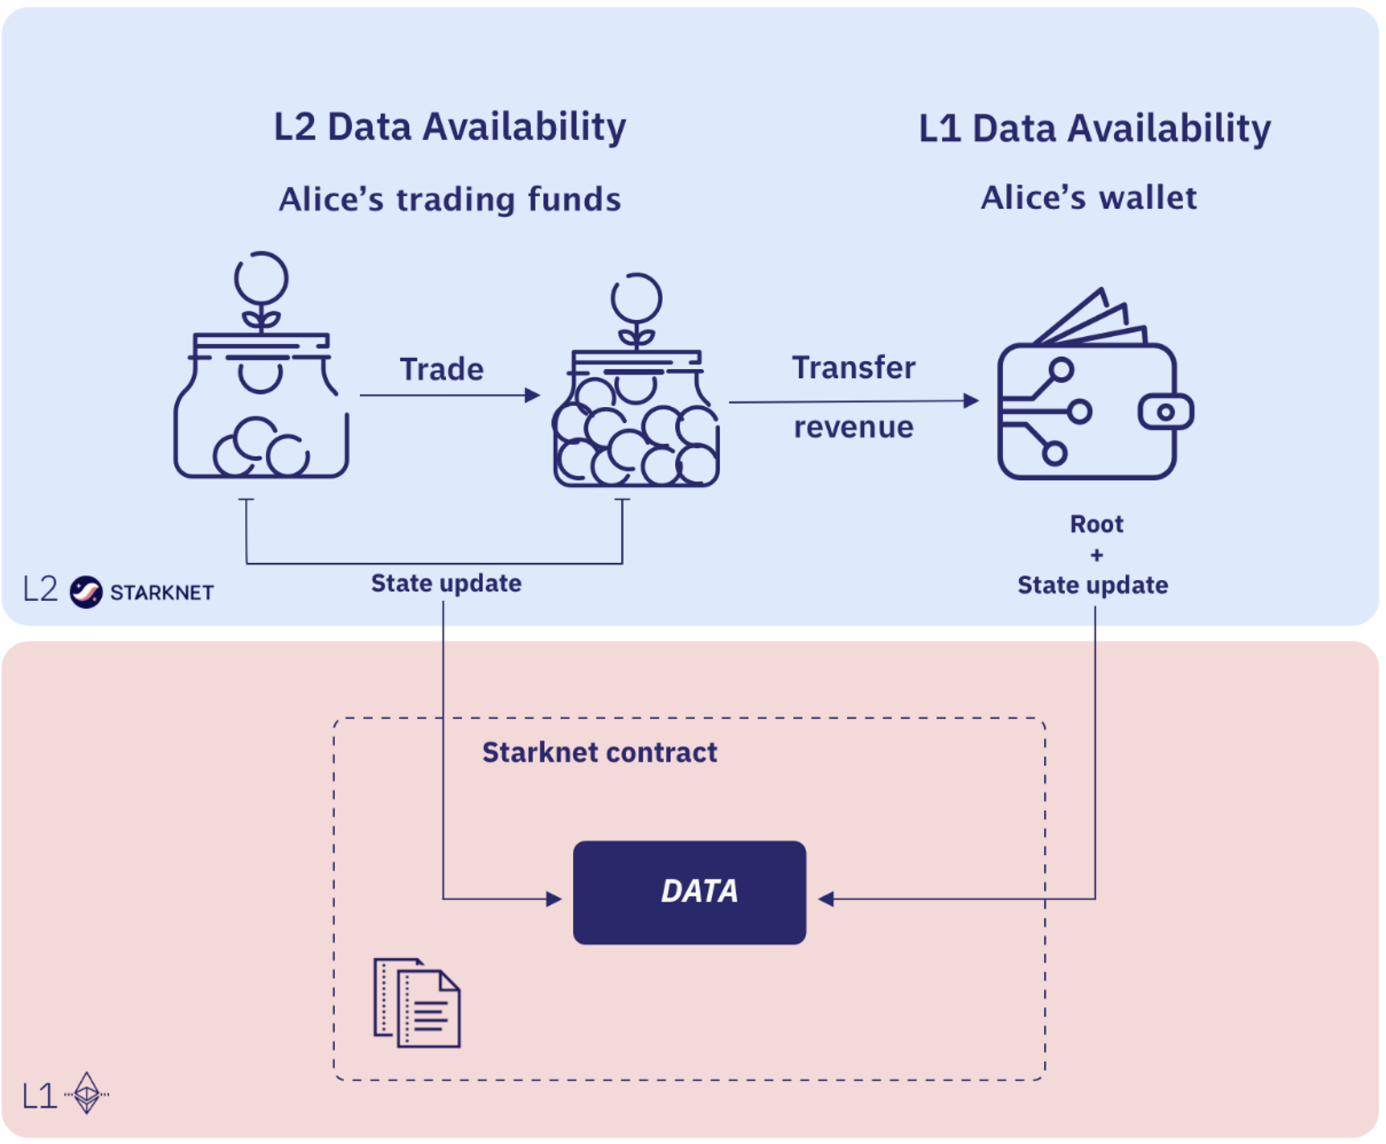 L2 Data Availability
Alice's trading funds
L1 Data Availability
Alice's wallet
Trade
Transfer
revenue
State update
Root
+
State update
L2 STARKNET
Starknet contract
DATA
L1